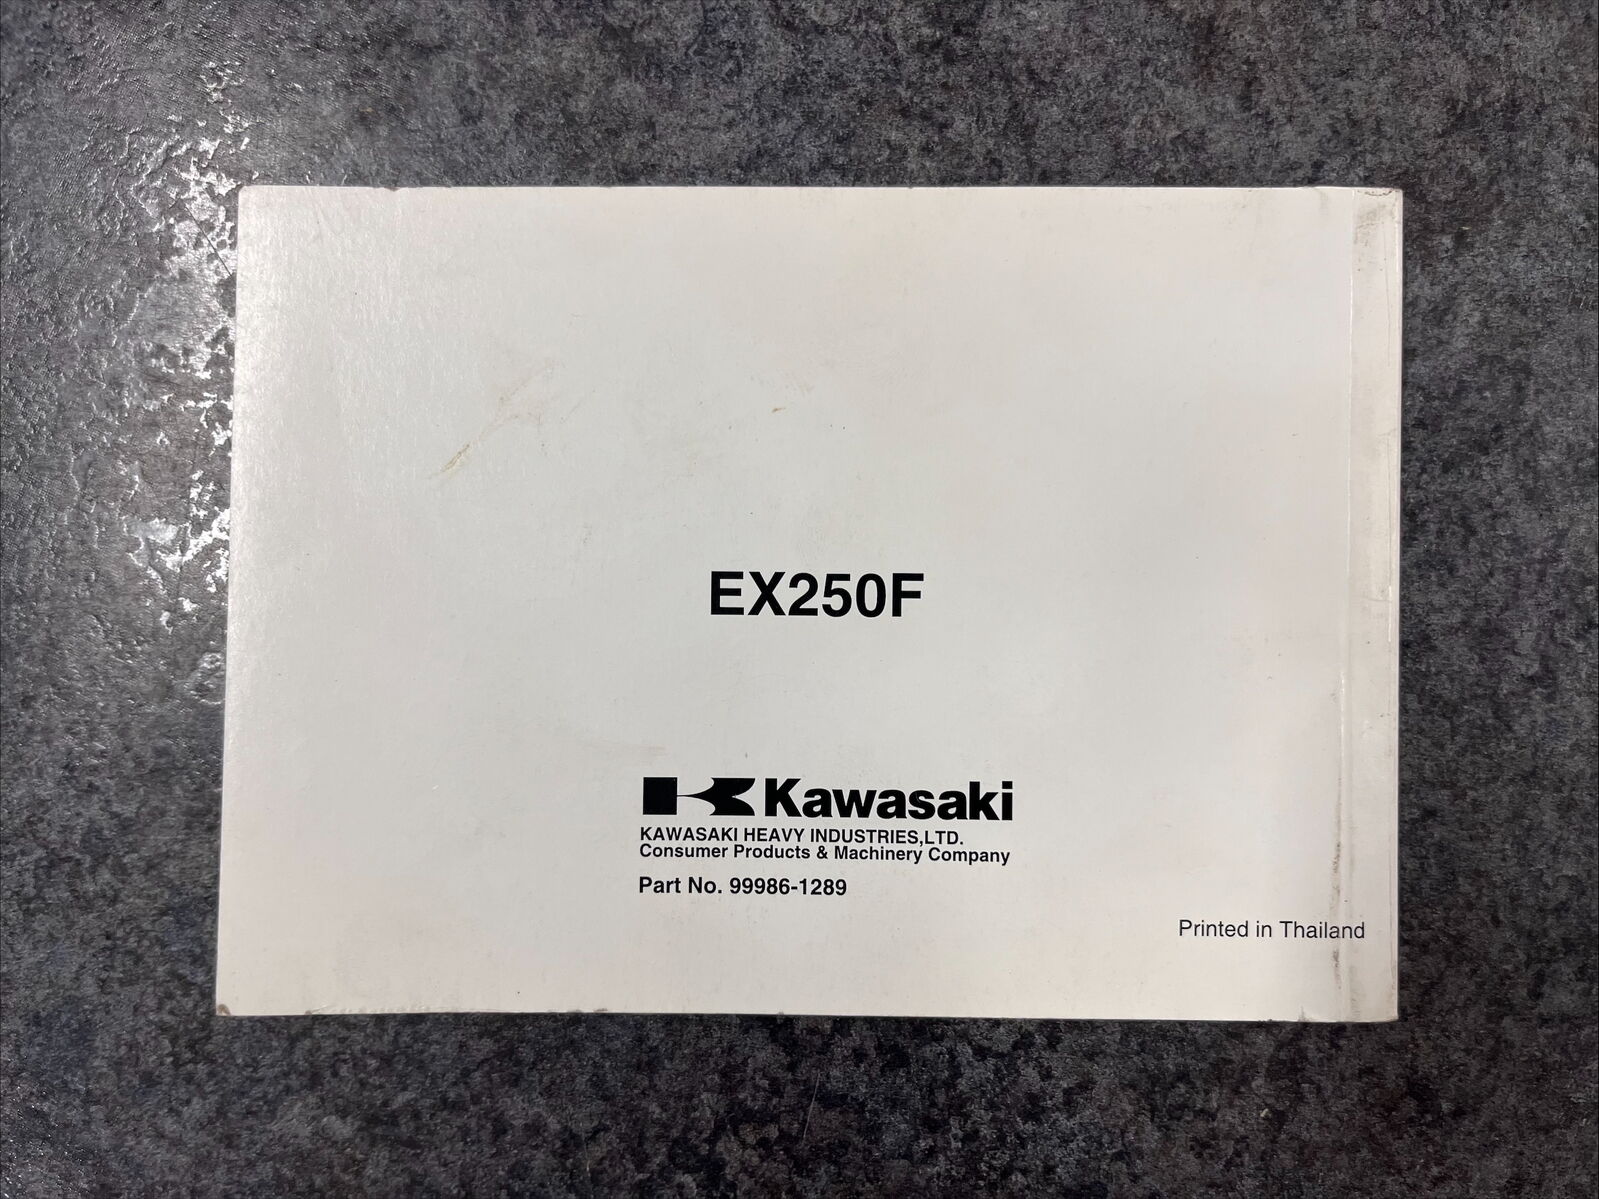 EX250F
Kawasaki
KAWASAKI HEAVY INDUSTRIES,LTD.
Consumer Products & Machinery Company
Part No. 99986-1289
Printed in Thailand